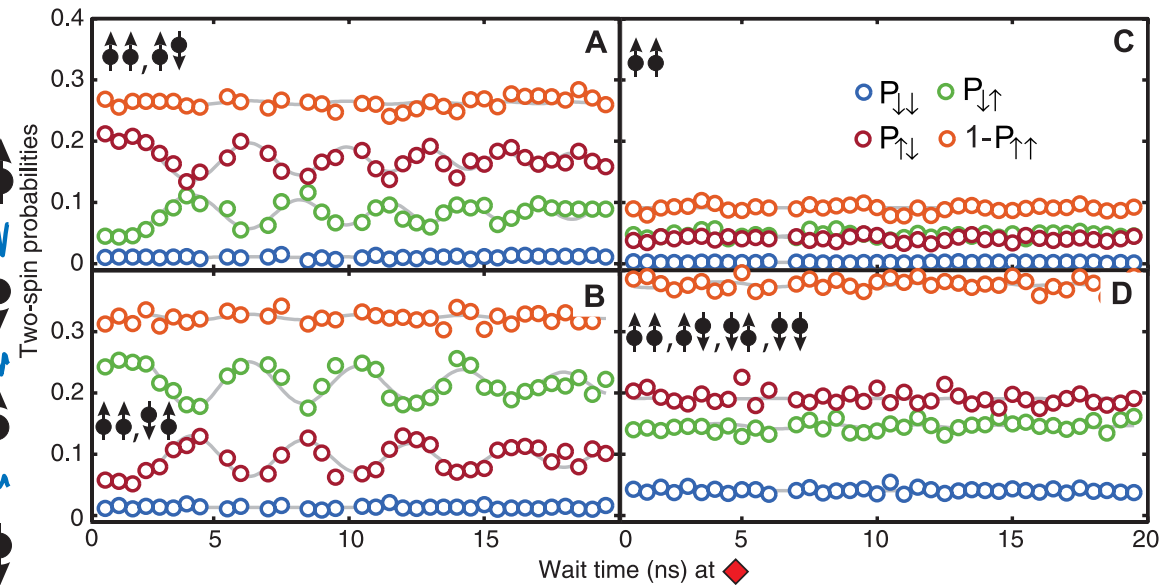 0.4
0.3
0.2
0.1
0
0.3
0.2
0.1
0
Two-spin probabilities
A
,
B
,
C
P↓↓ P↓↑
P↑↓ 1-P↑↑
D
, , ,
0 5 10 15
0 5 10 15 20
Wait time (ns) at